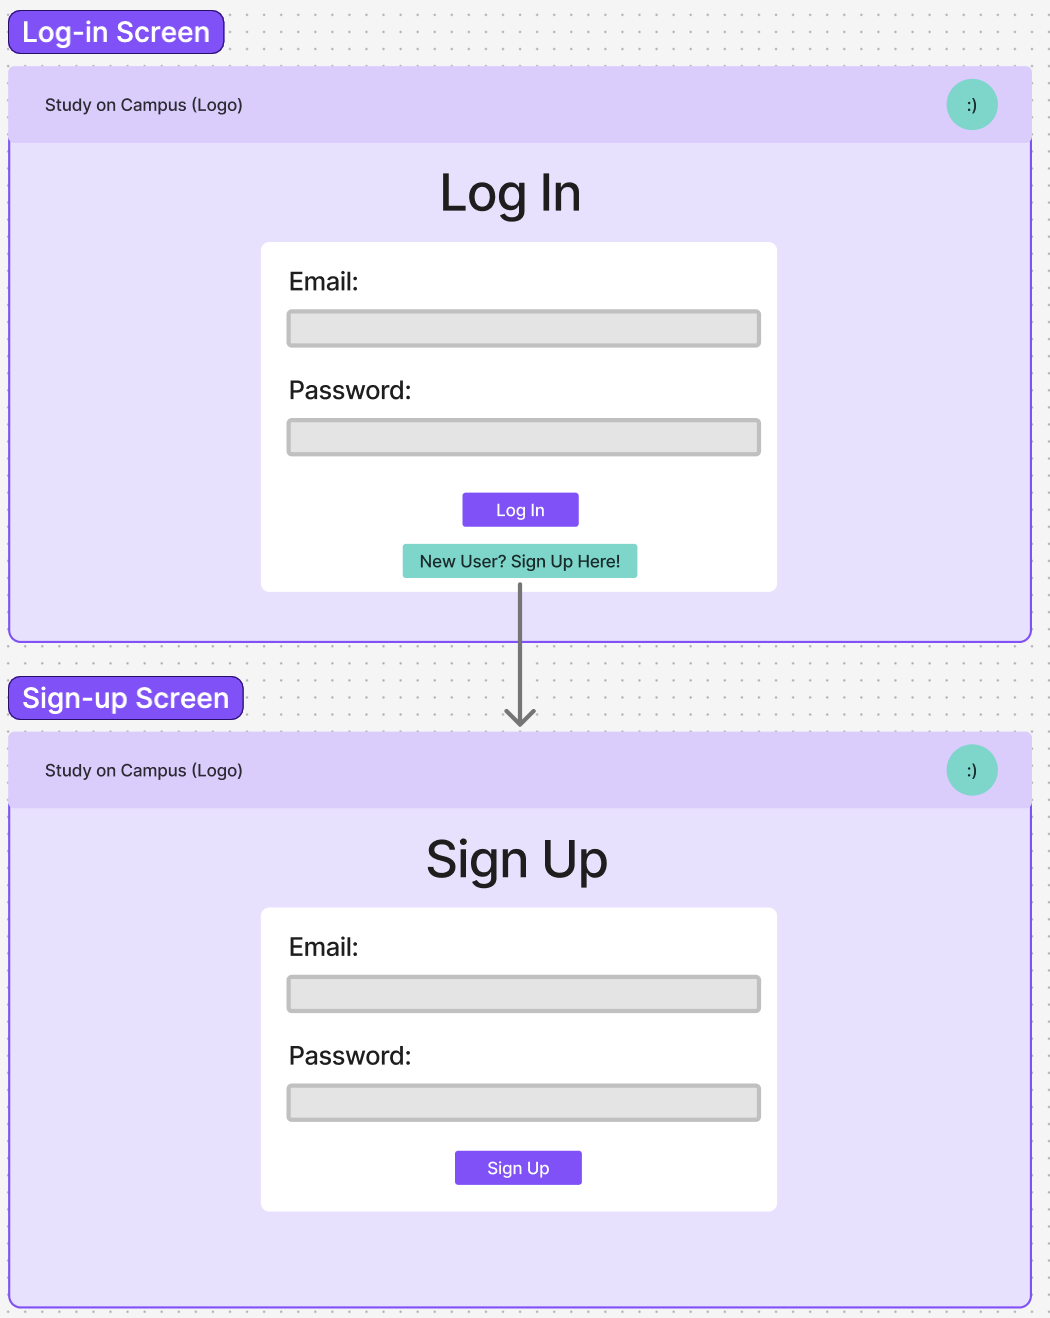 Log-in Screen
Study on Campus (Logo)
:)
Log In
Email:
Password:
Log In
New User? Sign Up Here!
Sign-up Screen
Study on Campus (Logo)
:)
Sign Up
Email:
Password:
Sign Up